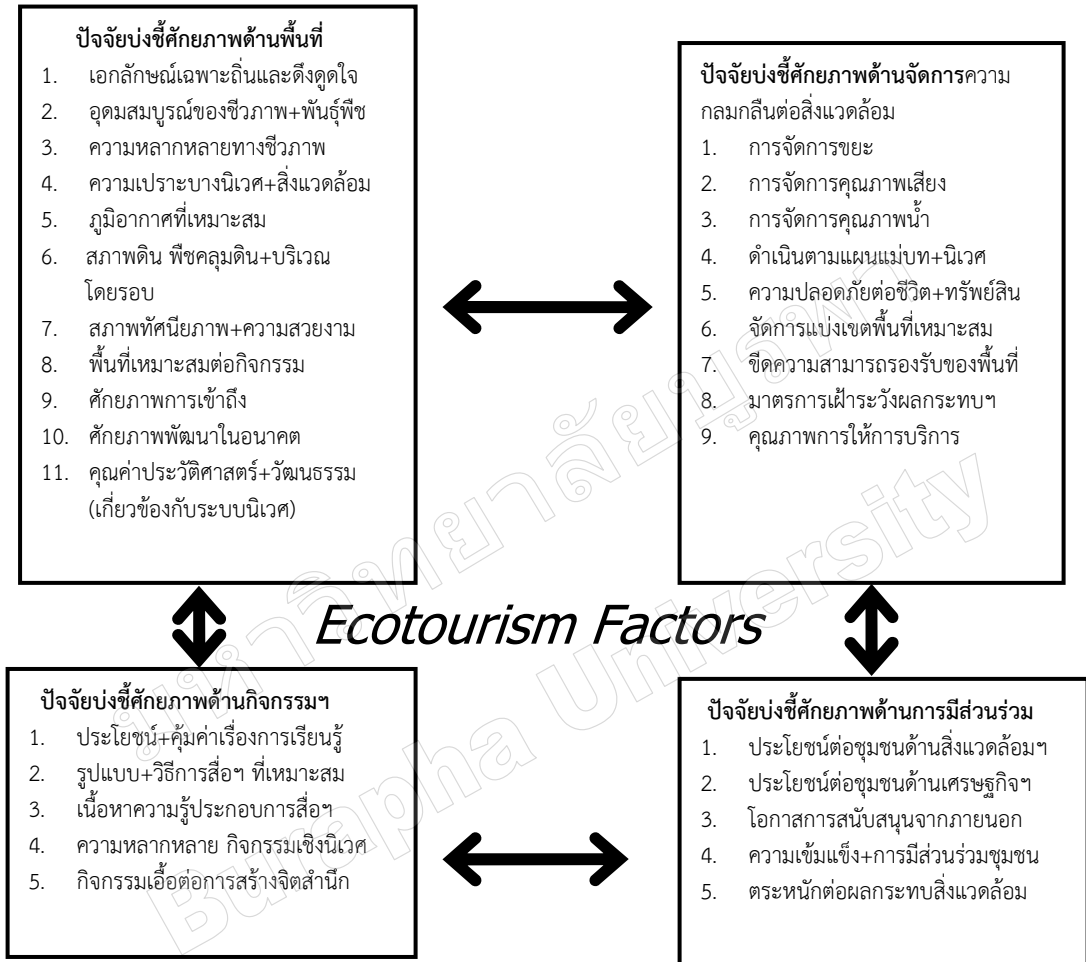 ปัจจัยบ่งชี้ศักยภาพด้านพื้นที่
1. เอกลักษณ์เฉพาะถิ่นและดึงดูดใจ
2. อุดมสมบูรณ์ของชีวภาพ+พันธุ์พืช
3. ความหลากหลายทางชีวภาพ
4. ความเปราะบางนิเวศ+สิ่งแวดล้อม
5. ภูมิอากาศที่เหมาะสม
6. สภาพดิน พืชคลุมดิน+บริเวณ
โดยรอบ
7. สภาพทัศนียภาพ+ความสวยงาม
8. พื้นที่เหมาะสมต่อกิจกรรม
9. ศักยภาพการเข้าถึง
10. ศักยภาพพัฒนาในอนาคต
11. คุณค่าประวัติศาสตร์+วัฒนธรรม
(เกี่ยวข้องกับระบบนิเวศ)
ปัจจัยบ่งชี้ศักยภาพด้านจัดการความ
กลมกลืนต่อสิ่งแวดล้อม
1. การจัดการขยะ
2. การจัดการคุณภาพเสียง
3. การจัดการคุณภาพน้ำ
4. ดำเนินตามแผนแม่บท+นิเวศ
5. ความปลอดภัยต่อชีวิต+ทรัพย์สิน
6. จัดการแบ่งเขตพื้นที่เหมาะสม
7. ขีดความสามารถรองรับของพื้นที่
8. มาตรการเฝ้าระวังผลกระทบฯ
9. คุณภาพการให้การบริการ
Ecotourism Factors
ปัจจัยบ่งชี้ศักยภาพด้านกิจกรรมฯ
1. ประโยชน์+คุ้มค่าเรื่องการเรียนรู้
2. รูปแบบ+วิธีการสื่อฯ ที่เหมาะสม
3. เนื้อหาความรู้ประกอบการสื่อฯ
4. ความหลากหลาย กิจกรรมเชิงนิเวศ
5. กิจกรรมเอื้อต่อการสร้างจิตสำนึก
ปัจจัยบ่งชี้ศักยภาพด้านการมีส่วนร่วม
1. ประโยชน์ต่อชุมชนด้านสิ่งแวดล้อมฯ
2. ประโยชน์ต่อชุมชนด้านเศรษฐกิจฯ
3. โอกาสการสนับสนุนจากภายนอก
4. ความเข้มแข็ง+การมีส่วนร่วมชุมชน
5. ตระหนักต่อผลกระทบสิ่งแวดล้อม
มหาวิทยาลัยบูรพา
Burapha University